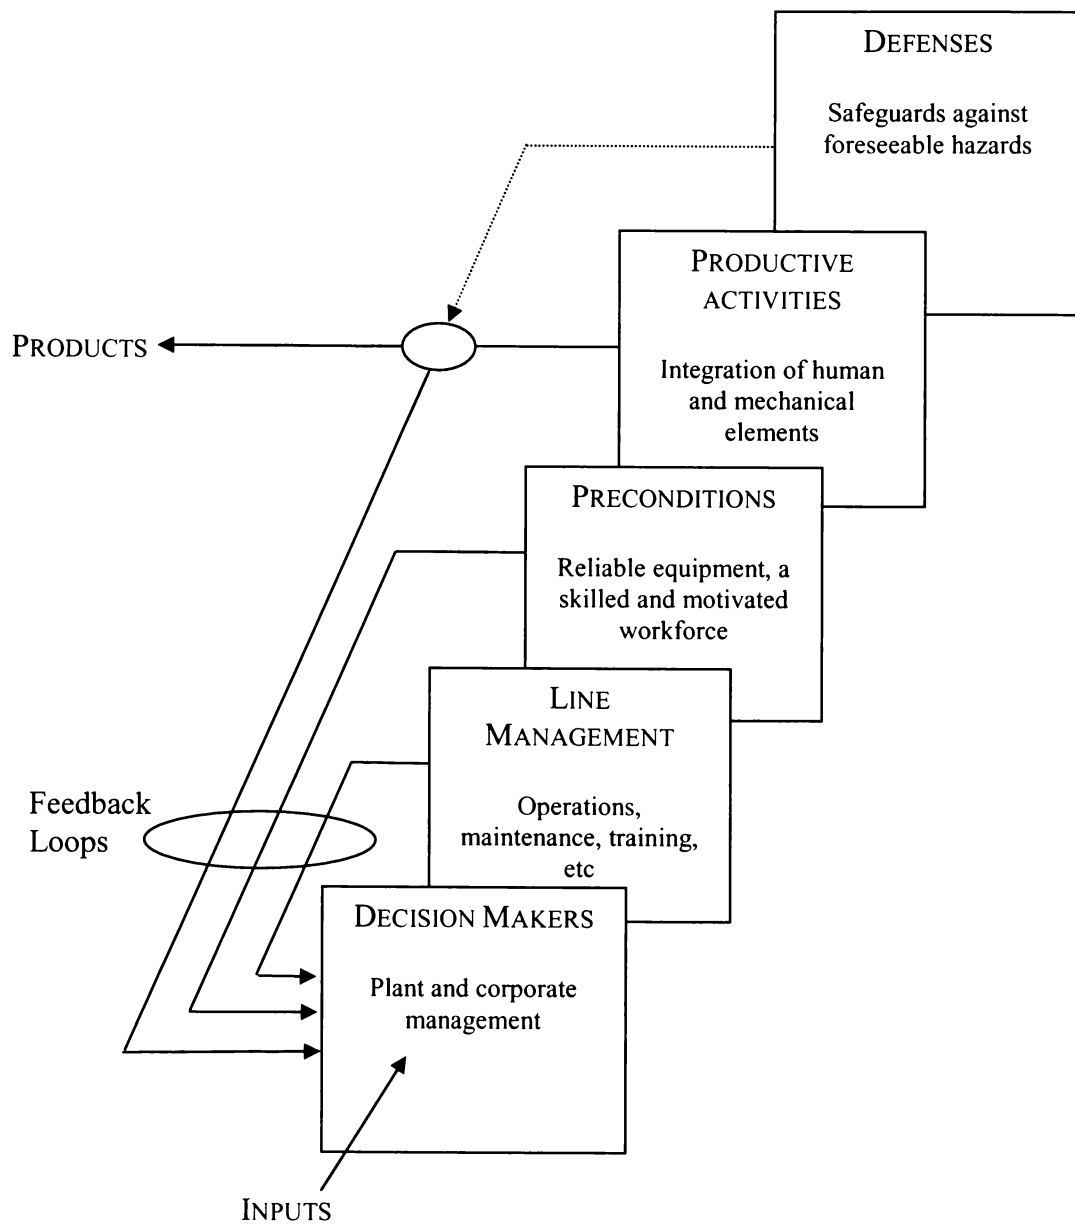 DEFENSES
Safeguards against
foreseeable hazards
PRODUCTIVE
ACTIVITIES
Integration of human
and mechanical
elements
PRODUCTS
PRECONDITIONS
Reliable equipment, a
skilled and motivated
workforce
LINE
MANAGEMENT
Operations,
maintenance, training,
etc
Feedback
Loops
DECISION MAKERS
Plant and corporate
management
INPUTS